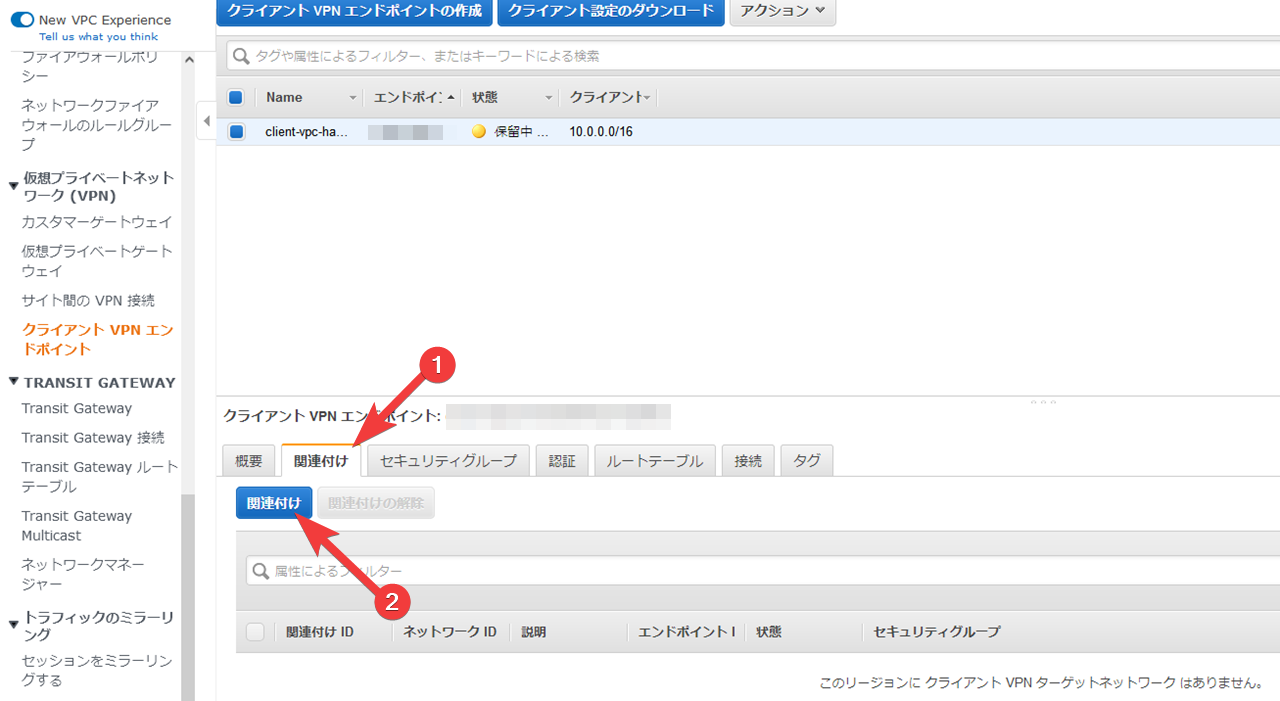 New VPC Experience
Tell us what you think
ファイアウォールポリ
シー
ネットワークファイア
ウォールのルールグルー
プ
仮想プライベートネット
ワーク (VPN)
カスタマーゲートウェイ
仮想プライベートゲート
ウェイ
サイト間の VPN 接続
クライアント VPN エン
ドポイント
TRANSIT GATEWAY
Transit Gateway
Transit Gateway 接続
Transit Gateway ルート
テーブル
Transit Gateway
Multicast
ネットワークマネー
ジャー
トラフィックのミラーリ
ング
セッションをミラーリン
グする
クライアント VPN エンドポイントの作成 クライアント設定のダウンロード アクション
タグや属性によるフィルター、またはキーワードによる検索
Name エンドポイ 状態 クライアント
client-vpc-ha... 保留中 ... 10.0.0.0/16
1
クライアント VPN エンドポイント:
概要 関連付け セキュリティグループ 認証 ルートテーブル 接続 タグ
関連付け 関連付けの解除
属性によるフィルター
2
関連付け ID ネットワーク ID 説明 エンドポイント I 状態 セキュリティグループ
このリージョンに クライアント VPN ターゲットネットワーク はありません。